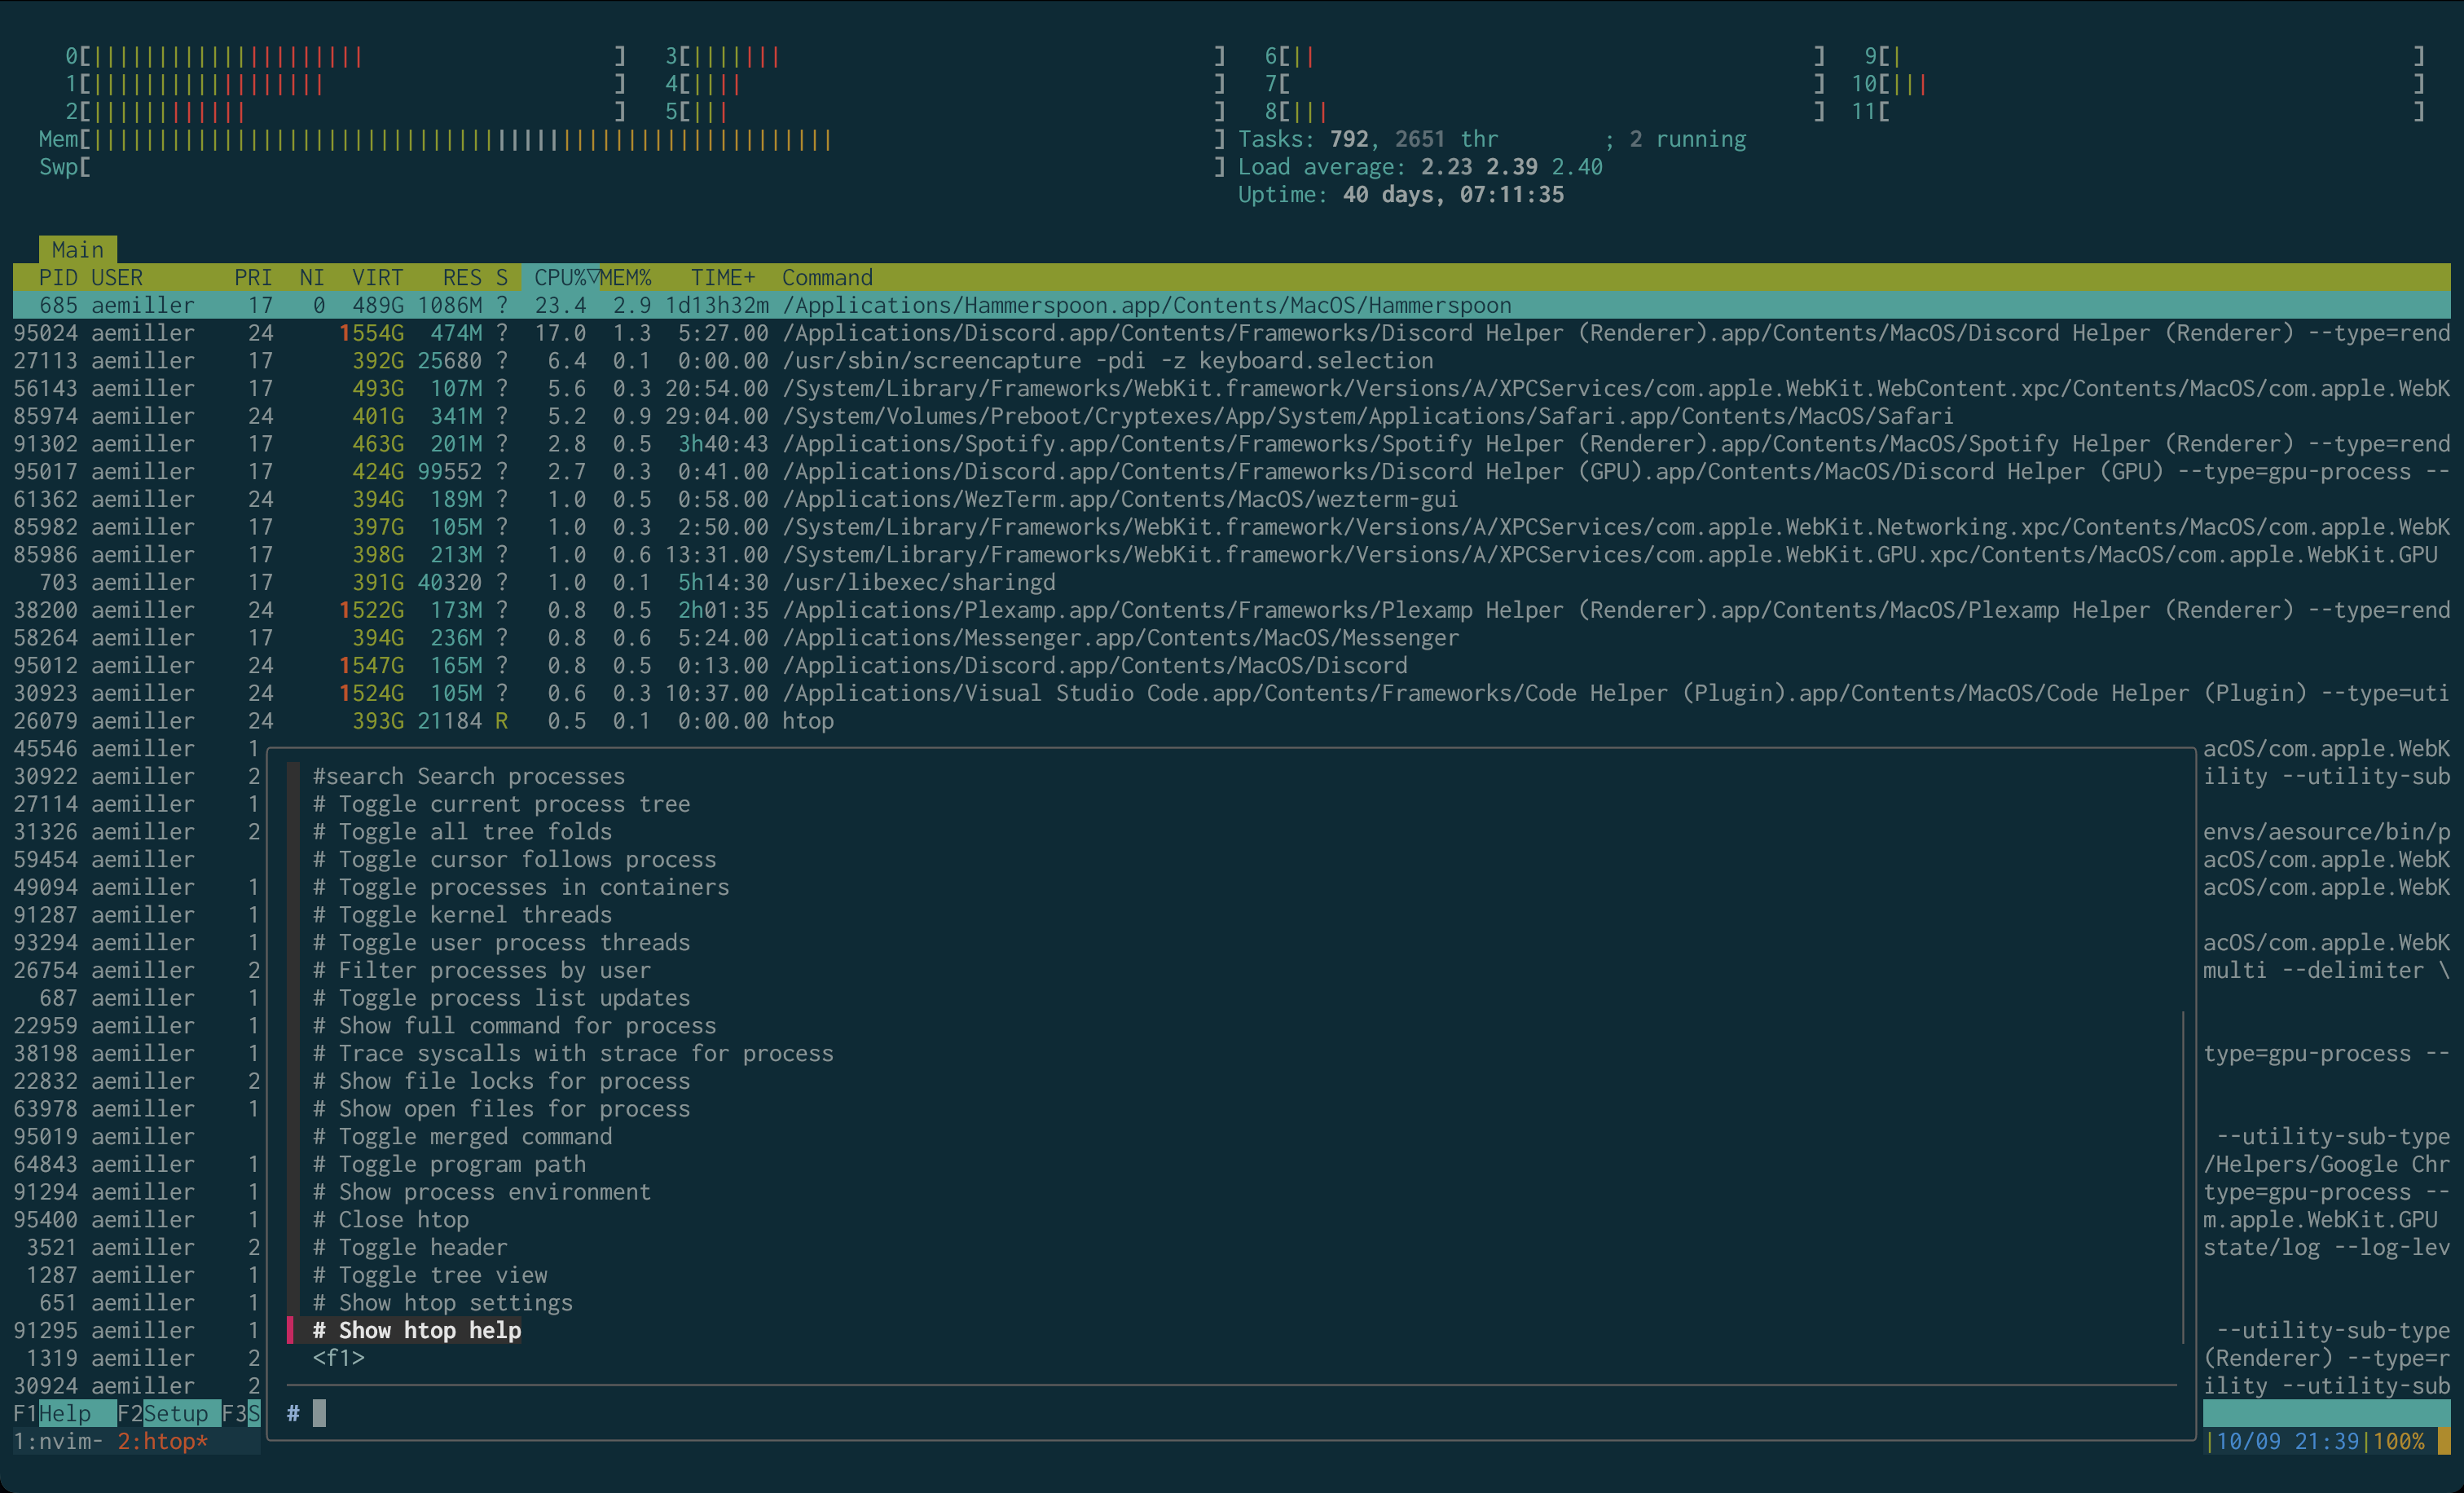 0[||||||||||||||||||||| ] 3[||||||| ] 6[|| ] 9[| ]
1[|||||||||||||||||| ] 4[|||| ] 7[ ] 10[||| ]
2[|||||||||||| ] 5[||| ] 8[||| ] 11[ ]
Mem[||||||||||||||||||||||||||||||||||||||||||||||||||||||||| ] Tasks: 792, 2651 thr ; 2 running
Swp[ ] Load average: 2.23 2.39 2.40
Uptime: 40 days, 07:11:35
Main
PID USER PRI NI VIRT RES S CPU%▽MEM% TIME+ Command
685 aemiller 17 0 489G 1086M ? 23.4 2.9 1d13h32m /Applications/Hammerspoon.app/Contents/MacOS/Hammerspoon
95024 aemiller 24 1554G 474M ? 17.0 1.3 5:27.00 /Applications/Discord.app/Contents/Frameworks/Discord Helper (Renderer).app/Contents/MacOS/Discord Helper (Renderer) --type=rend
27113 aemiller 17 392G 25680 ? 6.4 0.1 0:00.00 /usr/sbin/screencapture -pdi -z keyboard.selection
56143 aemiller 17 493G 107M ? 5.6 0.3 20:54.00 /System/Library/Frameworks/WebKit.framework/Versions/A/XPCServices/com.apple.WebKit.WebContent.xpc/Contents/MacOS/com.apple.WebK
85974 aemiller 24 401G 341M ? 5.2 0.9 29:04.00 /System/Volumes/Preboot/Cryptexes/App/System/Applications/Safari.app/Contents/MacOS/Safari
91302 aemiller 17 463G 201M ? 2.8 0.5 3h40:43 /Applications/Spotify.app/Contents/Frameworks/Spotify Helper (Renderer).app/Contents/MacOS/Spotify Helper (Renderer) --type=rend
95017 aemiller 17 424G 99552 ? 2.7 0.3 0:41.00 /Applications/Discord.app/Contents/Frameworks/Discord Helper (GPU).app/Contents/MacOS/Discord Helper (GPU) --type=gpu-process --
61362 aemiller 24 394G 189M ? 1.0 0.5 0:58.00 /Applications/WezTerm.app/Contents/MacOS/wezterm-gui
85982 aemiller 17 397G 105M ? 1.0 0.3 2:50.00 /System/Library/Frameworks/WebKit.framework/Versions/A/XPCServices/com.apple.WebKit.Networking.xpc/Contents/MacOS/com.apple.WebK
85986 aemiller 17 398G 213M ? 1.0 0.6 13:31.00 /System/Library/Frameworks/WebKit.framework/Versions/A/XPCServices/com.apple.WebKit.GPU.xpc/Contents/MacOS/com.apple.WebKit.GPU
703 aemiller 17 391G 40320 ? 1.0 0.1 5h14:30 /usr/libexec/sharingd
38200 aemiller 24 1522G 173M ? 0.8 0.5 2h01:35 /Applications/Plexamp.app/Contents/Frameworks/Plexamp Helper (Renderer).app/Contents/MacOS/Plexamp Helper (Renderer) --type=rend
58264 aemiller 17 394G 236M ? 0.8 0.6 5:24.00 /Applications/Messenger.app/Contents/MacOS/Messenger
95012 aemiller 24 1547G 165M ? 0.8 0.5 0:13.00 /Applications/Discord.app/Contents/MacOS/Discord
30923 aemiller 24 1524G 105M ? 0.6 0.3 10:37.00 /Applications/Visual Studio Code.app/Contents/Frameworks/Code Helper (Plugin).app/Contents/MacOS/Code Helper (Plugin) --type=uti
26079 aemiller 24 393G 21184 R 0.5 0.1 0:00.00 htop
45546 aemiller 1 acOS/com.apple.WebK
30922 aemiller 2 #search Search processes ility --utility-sub
27114 aemiller 1 # Toggle current process tree
31326 aemiller 2 # Toggle all tree folds envs/aesource/bin/p
59454 aemiller # Toggle cursor follows process acOS/com.apple.WebK
49094 aemiller 1 # Toggle processes in containers acOS/com.apple.WebK
91287 aemiller 1 # Toggle kernel threads
93294 aemiller 1 # Toggle user process threads acOS/com.apple.WebK
26754 aemiller 2 # Filter processes by user multi --delimiter \
687 aemiller 1 # Toggle process list updates
22959 aemiller 1 # Show full command for process
38198 aemiller 1 # Trace syscalls with strace for process type=gpu-process --
22832 aemiller 2 # Show file locks for process
63978 aemiller 1 # Show open files for process
95019 aemiller # Toggle merged command --utility-sub-type
64843 aemiller 1 # Toggle program path /Helpers/Google Chr
91294 aemiller 1 # Show process environment type=gpu-process --
95400 aemiller 1 # Close htop m.apple.WebKit.GPU
3521 aemiller 2 # Toggle header state/log --log-lev
1287 aemiller 1 # Toggle tree view
651 aemiller 1 # Show htop settings
91295 aemiller 1 # Show htop help --utility-sub-type
1319 aemiller 2 <f1> (Renderer) --type=r
30924 aemiller 2 ility --utility-sub
F1Help F2Setup F3S #
1:nvim- 2:htop* |10/09 21:39|100%